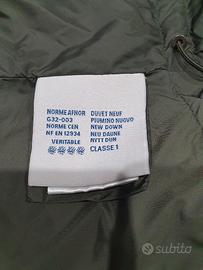 NORME AFNOR
G32-003
NORME CEN
NF EN 12934
VERITABLE
DUVET NEUF
PIUMINO NUOVO
NEW DOWN
NEU DAUNE
NYTT DUN
CLASSE 1
subito